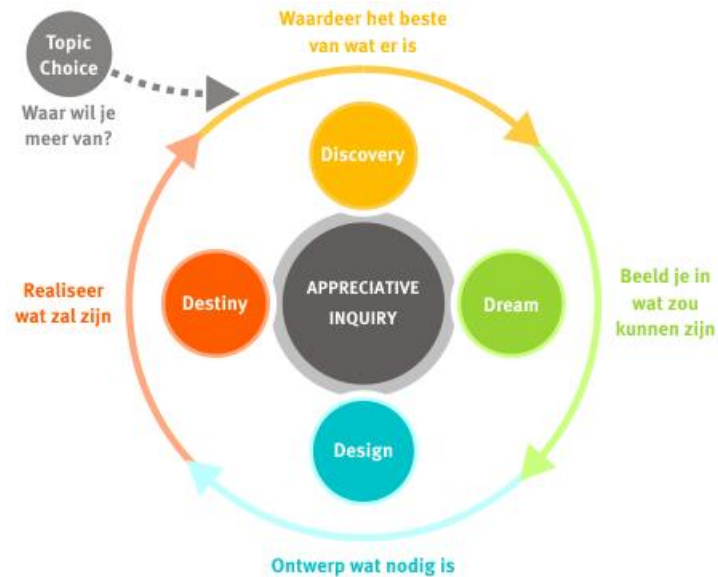 Topic
Choice
Waar wil je
meer van?
Waardeer het beste
van wat er is
Discovery
Realiseer
wat zal zijn
Destiny
APPRECIATIVE
INQUIRY
Dream
Beeld je in
wat zou
kunnen zijn
Design
Ontwerp wat nodig is